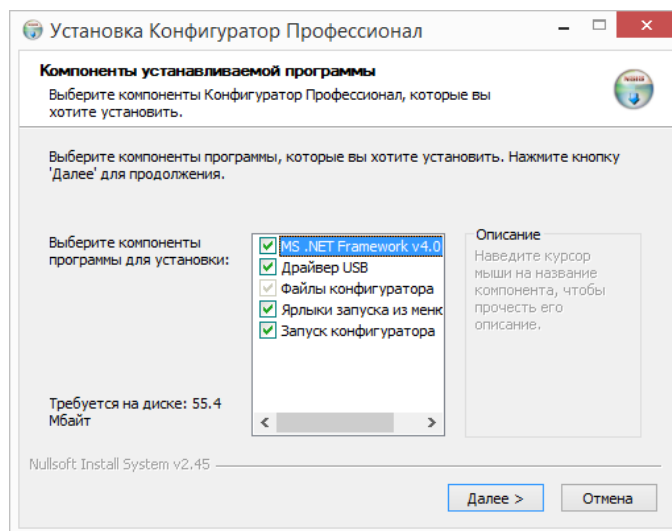 Установка Конфигуратор Профессионал
Компоненты устанавливаемой программы
Выберите компоненты Конфигуратор Профессионал, которые вы
хотите установить.
Выберите компоненты программы, которые вы хотите установить. Нажмите кнопку
'Далее' для продолжения.
Выберите компоненты
программы для установки:
MS .NET Framework v4.0
Драйвер USB
Файлы конфигуратора
Ярлыки запуска из менк
Запуск конфигуратора
Описание
Наведите курсор
мыши на название
компонента, чтобы
прочесть его
описание.
Требуется на диске: 55.4
Мбайт
Nullsoft Install System v2.45
Далее >
Отмена